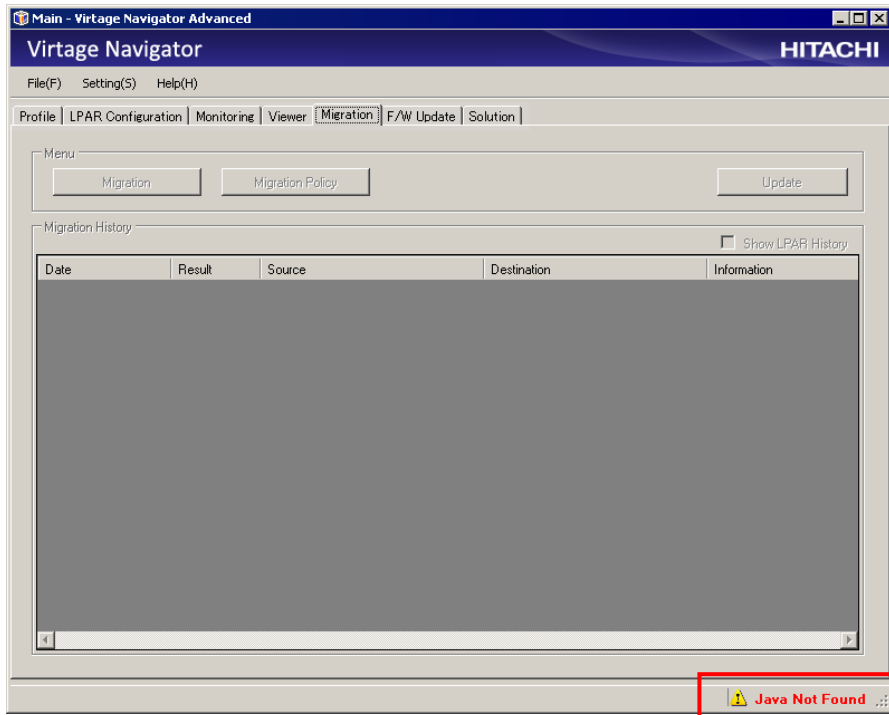 Main - Virtage Navigator Advanced
Virtage Navigator
HITACHI
File(F) Setting(S) Help(H)
Profile LPAR Configuration Monitoring Viewer Migration F/W Update Solution
Menu
Migration Migration Policy Update
Migration History
Show LPAR History
Date Result Source Destination Information
Java Not Found